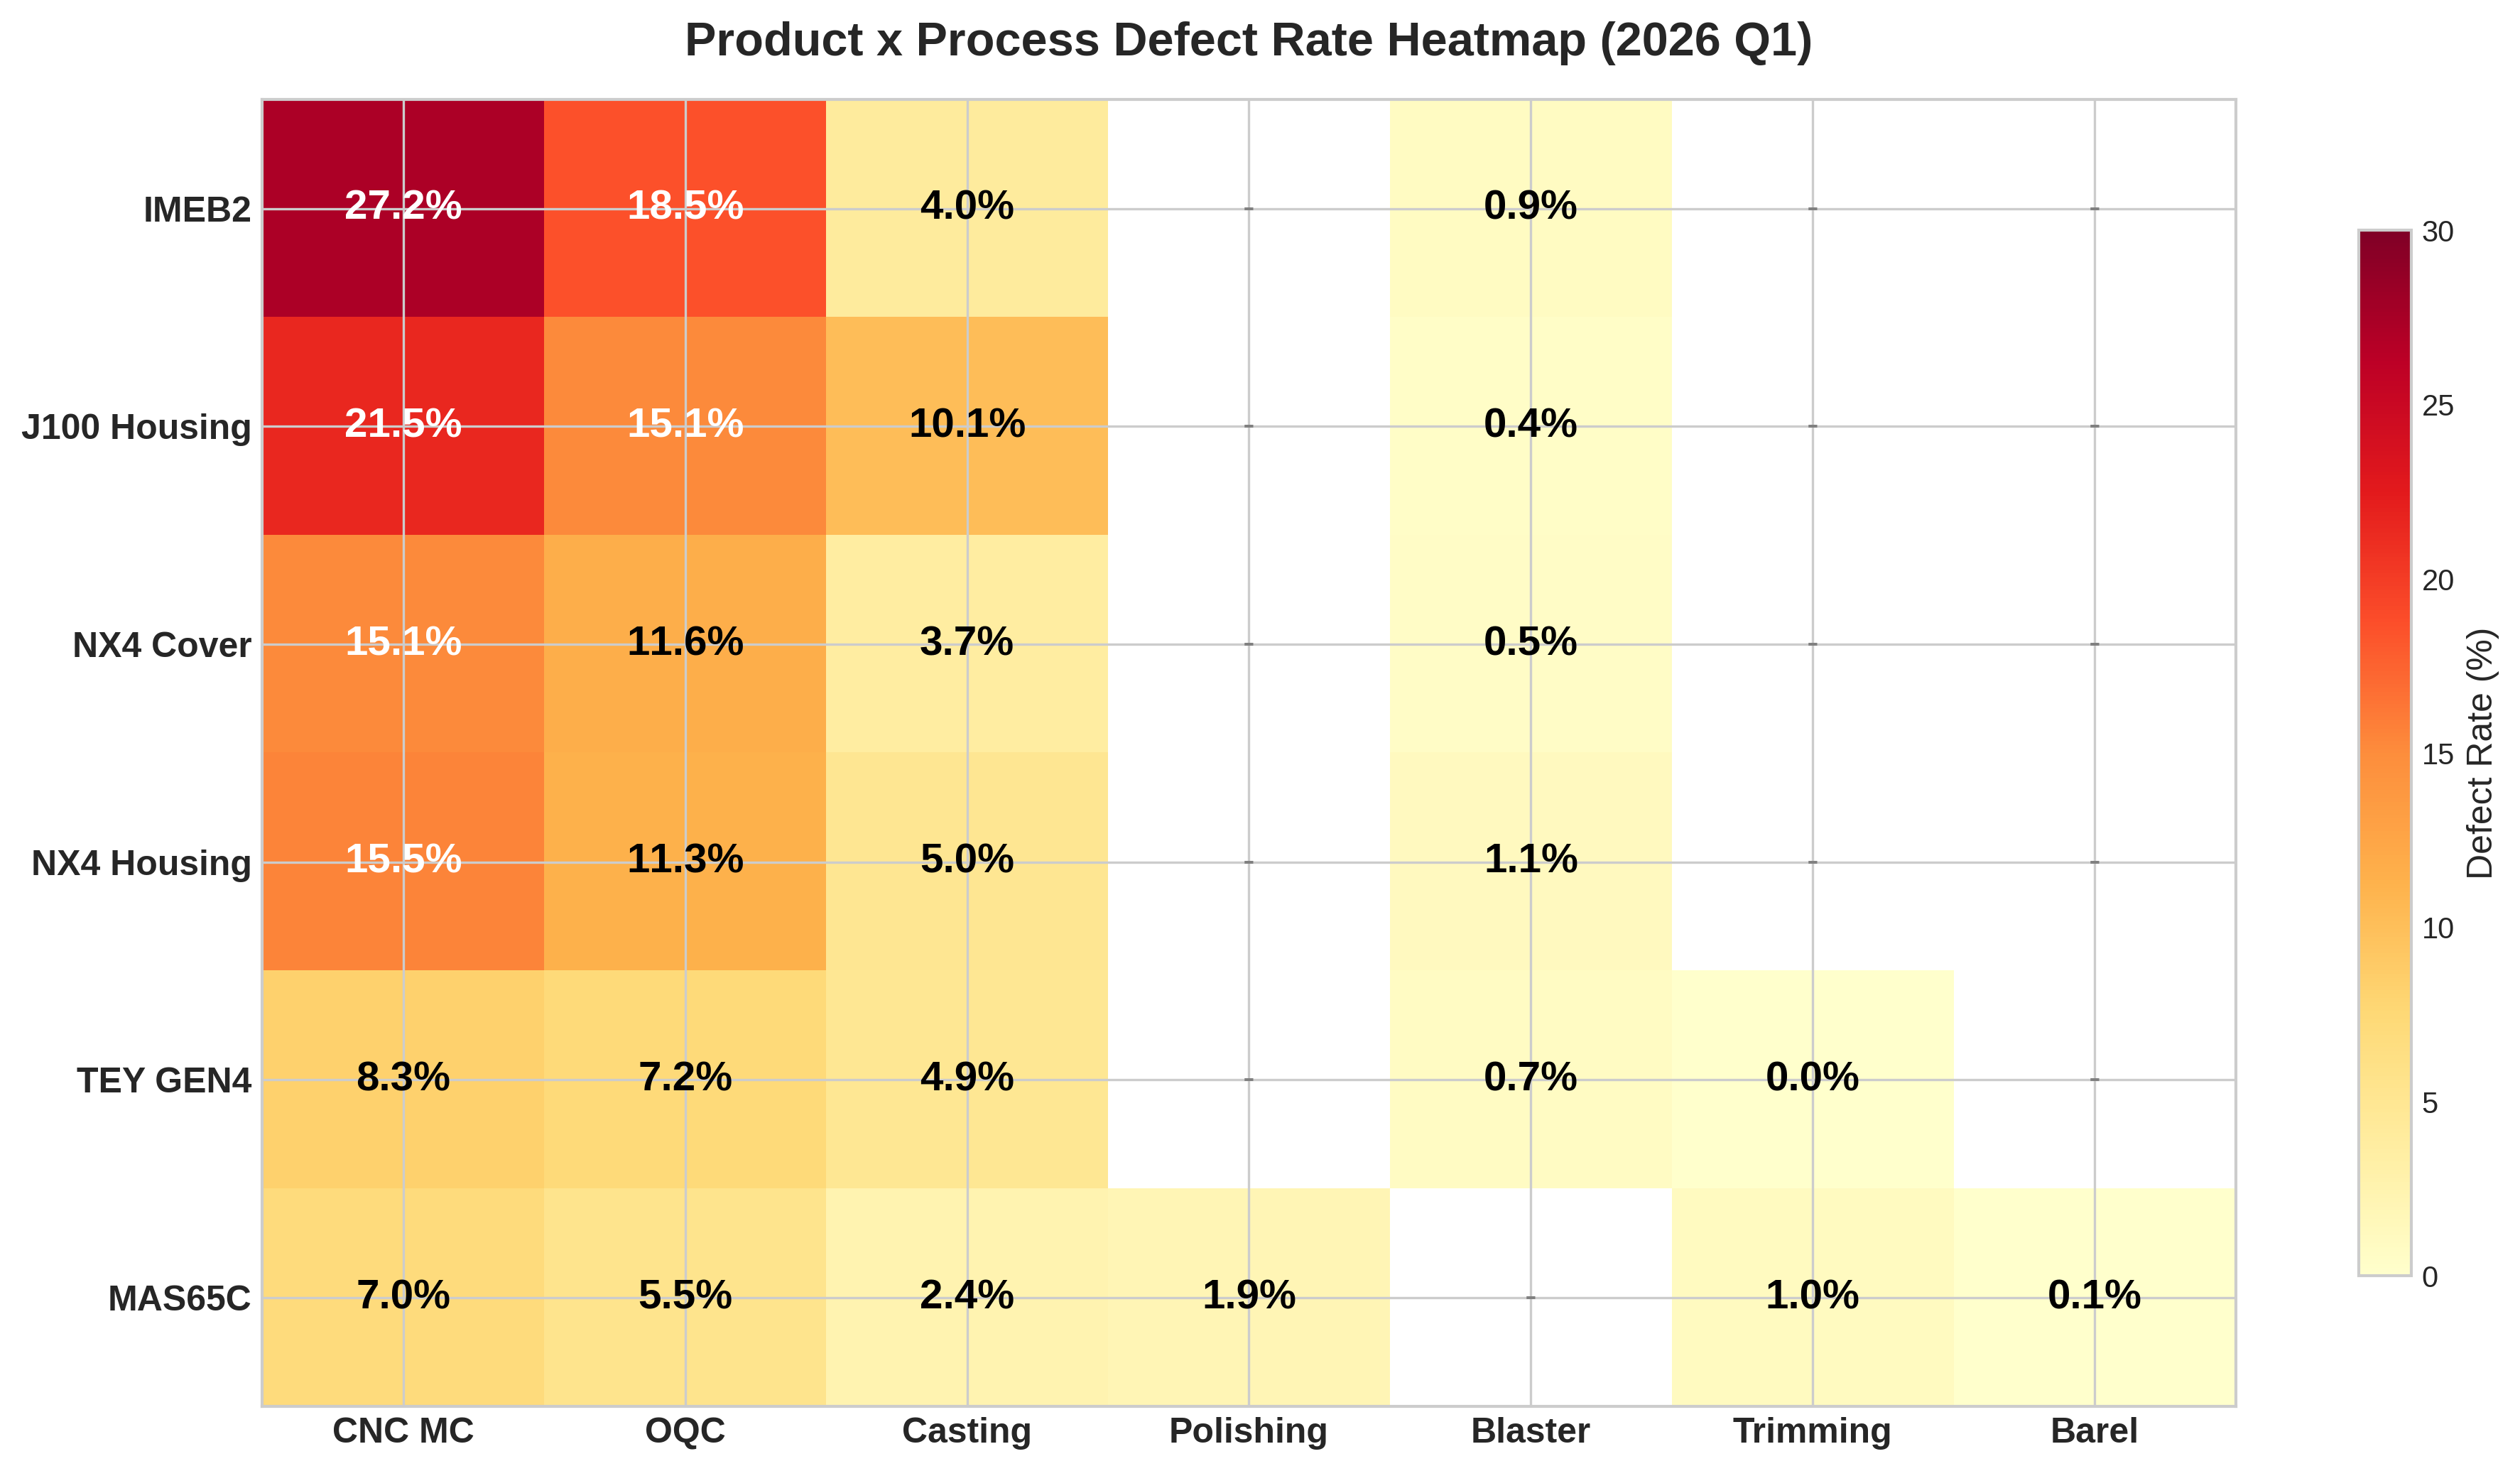 Product x Process Defect Rate Heatmap (2026 Q1)
IMEB2 27.2% 18.5% 4.0% - 0.9% - -
J100 Housing 21.5% 15.1% 10.1% - 0.4% - -
NX4 Cover 15.1% 11.6% 3.7% - 0.5% - -
NX4 Housing 15.5% 11.3% 5.0% - 1.1% - -
TEY GEN4 8.3% 7.2% 4.9% - 0.7% 0.0% -
MAS65C 7.0% 5.5% 2.4% 1.9% - 1.0% 0.1%
CNC MC OQC Casting Polishing Blaster Trimming Barel
30
25
20
15
10
5
0
Defect Rate (%)